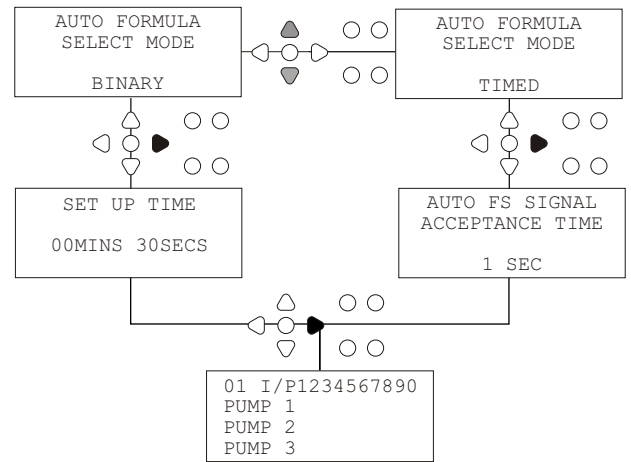 AUTO FORMULA
SELECT MODE
BINARY
AUTO FORMULA
SELECT MODE
TIMED
SET UP TIME
00MINS 30SECS
AUTO FS SIGNAL
ACCEPTANCE TIME
1 SEC
01 I/P1234567890
PUMP 1
PUMP 2
PUMP 3